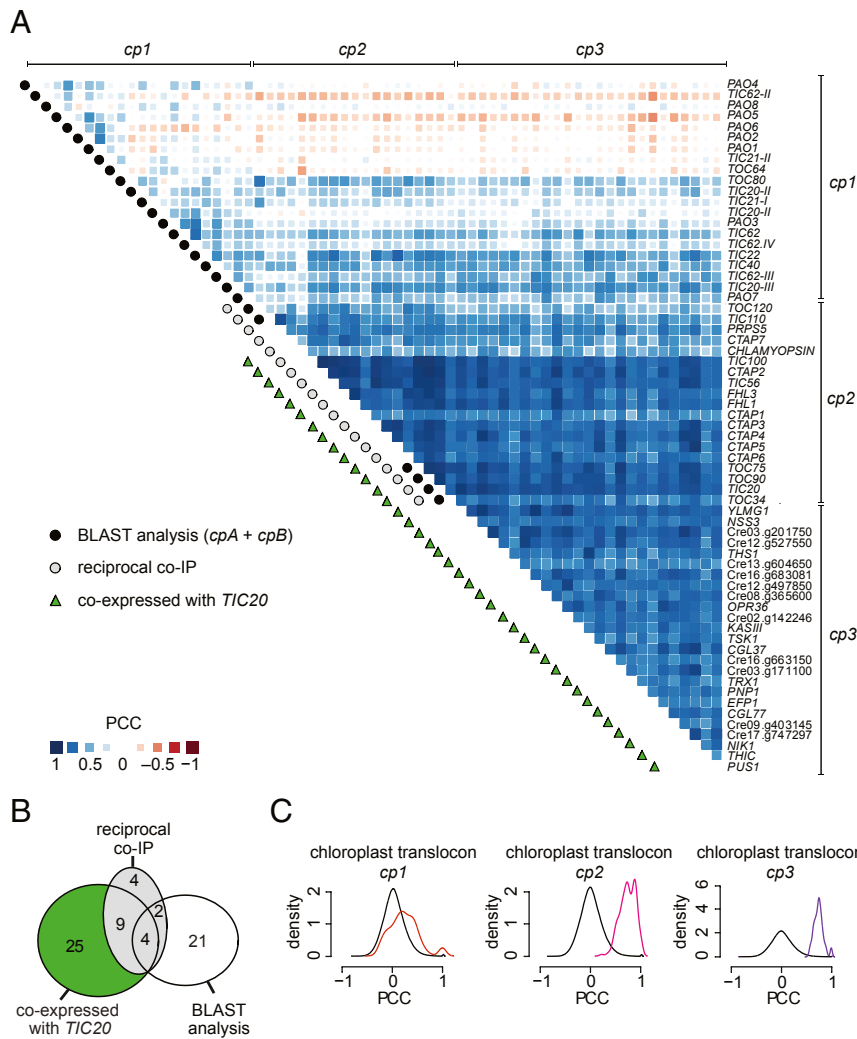 A
cp1
cp2
cp3
PAO4
TIC62-II
PAO8
PAO5
PAO6
PAO2
PAO1
TIC21-II
TOC64
TOC80
TIC20-II
TIC21-I
TIC20-II
PAO3
TIC62
TIC62.IV
TIC22
TIC40
TIC62-III
TIC20-III
PAO7
TOC120
TIC110
PRPS5
CTAP7
CHLAMYOPSIN
TIC100
CTAP2
TIC56
FHL3
FHL1
CTAP1
CTAP3
CTAP4
CTAP5
CTAP6
TOC75
TOC90
TIC20
TOC34
YLMG1
NSS3
Cre03.g201750
Cre12.g527550
THS1
Cre13.g604650
Cre16.g683081
Cre12.g497850
Cre08.g365600
OPR36
Cre02.g142246
KASIII
TSK1
CGL37
Cre16.g663150
Cre03.g171100
TRX1
PNP1
EFP1
CGL77
Cre09.g403145
Cre17.g747297
NIK1
THIC
PUS1
cp1
cp2
cp3
BLAST analysis (cpA + cpB)
reciprocal co-IP
co-expressed with TIC20
PCC
1 0.5 0 −0.5 −1
B
reciprocal
co-IP
4
2
9
4
25
21
co-expressed
with TIC20
BLAST
analysis
C
chloroplast translocon
cp1
density
2
1
0
−1 0 1
PCC
chloroplast translocon
cp2
density
2
1
0
−1 0 1
PCC
chloroplast translocon
cp3
density
6
4
2
0
−1 0 1
PCC